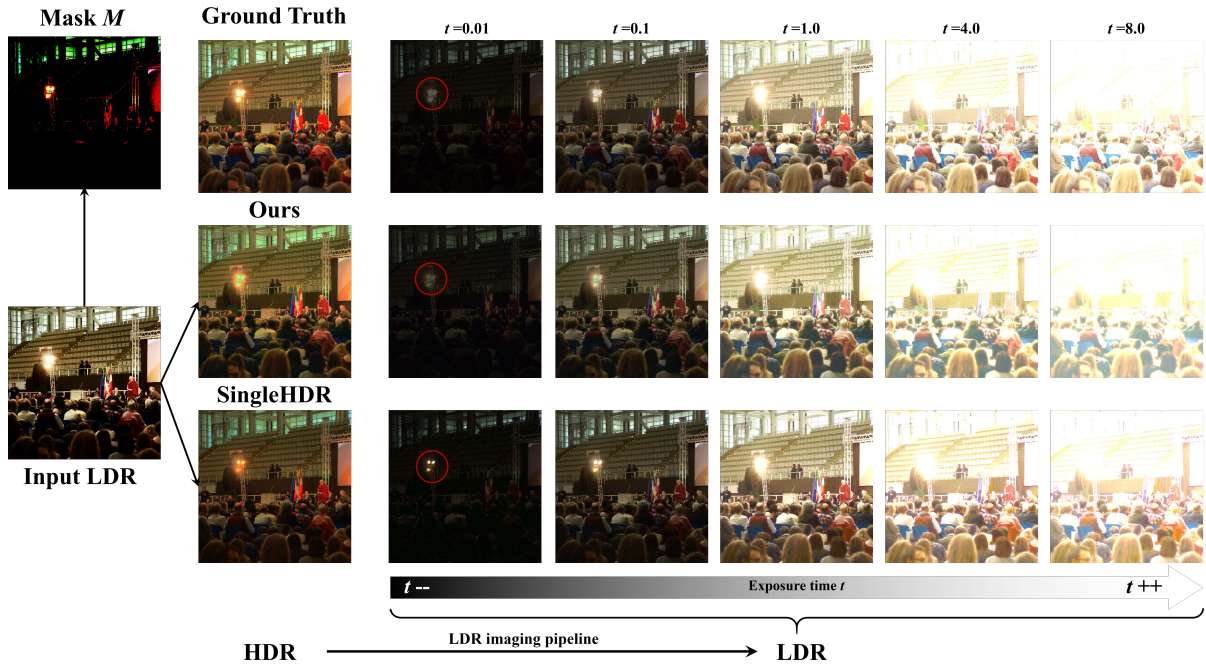 Mask M
Ground Truth
t =0.01
t =0.1
t =1.0
t =4.0
t =8.0
Ours
SingleHDR
Input LDR
t --
Exposure time t
t ++
LDR imaging pipeline
HDR
LDR